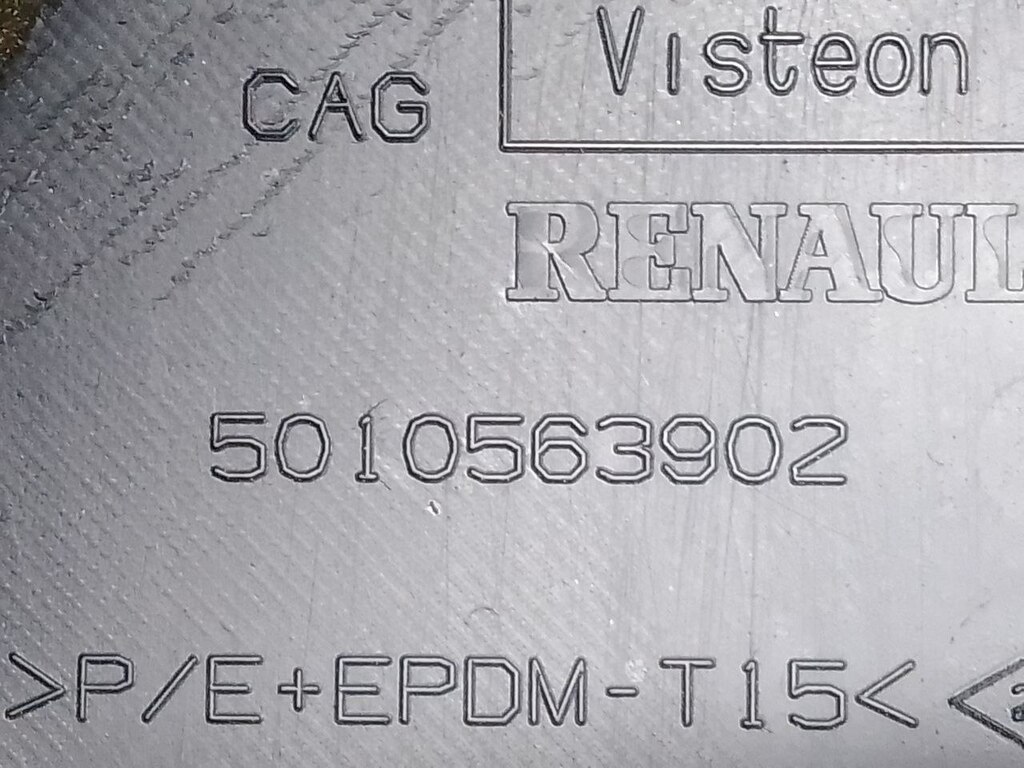 Visteon
CAG
RENAUL
5010563902
>P/E+EPDM-T15<